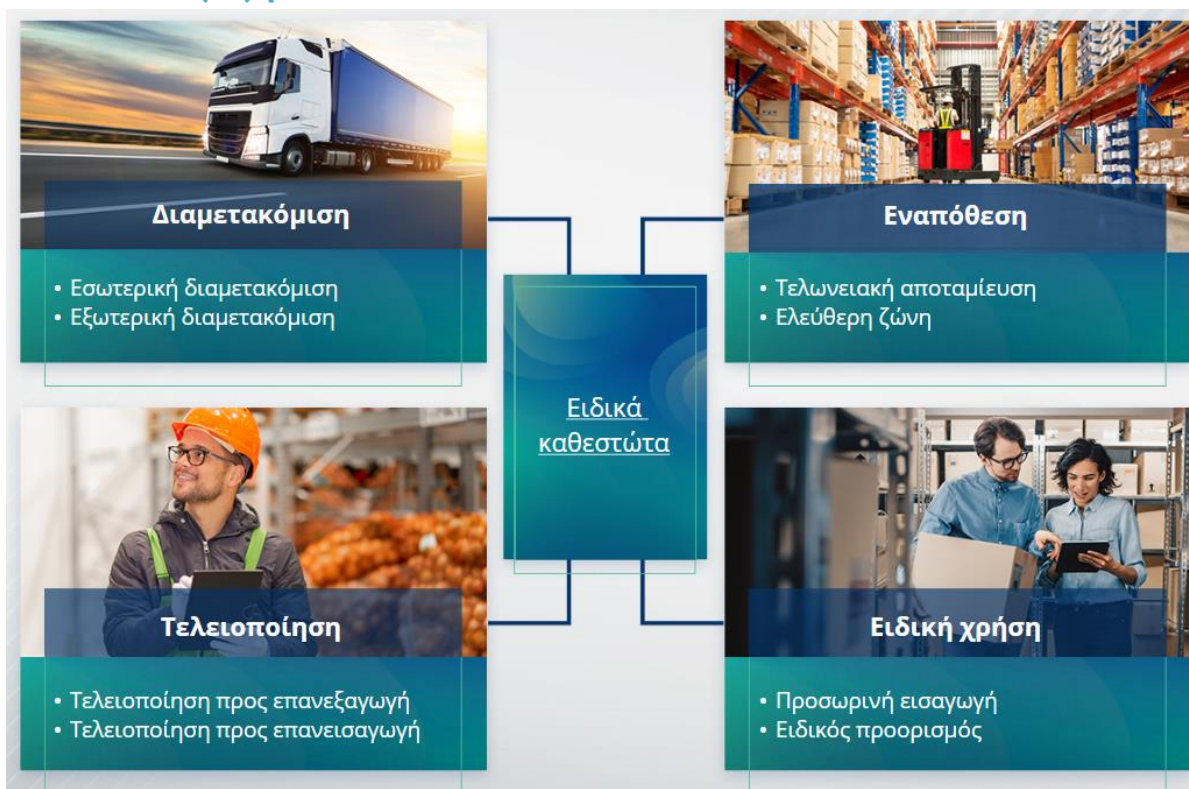 Διαμετακόμιση
• Εσωτερική διαμετακόμιση
• Εξωτερική διαμετακόμιση
Εναπόθεση
• Τελωνειακή αποταμίευση
• Ελεύθερη ζώνη
Ειδικά
καθεστώτα
Τελειοποίηση
• Τελειοποίηση προς επανεξαγωγή
• Τελειοποίηση προς επανεισαγωγή
Ειδική χρήση
• Προσωρινή εισαγωγή
• Ειδικός προορισμός